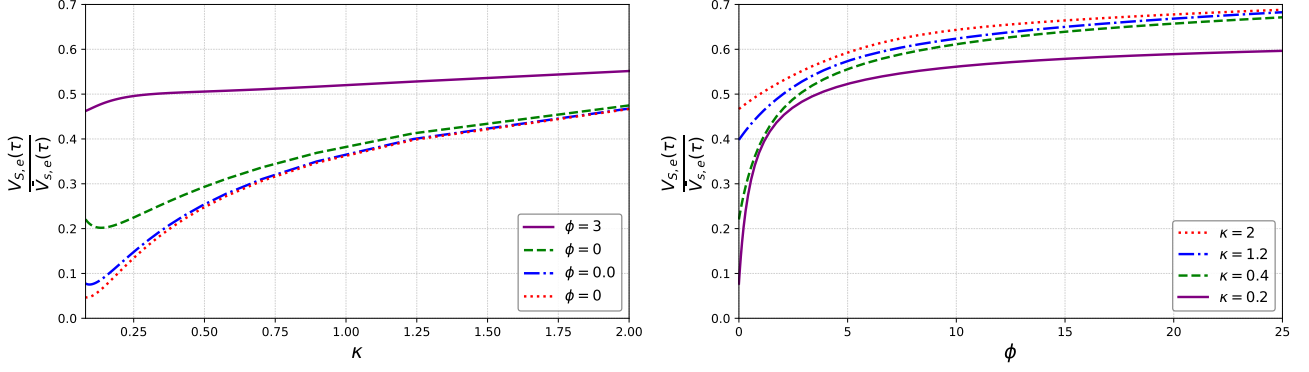 0.7
0.6
0.5
0.4
0.3
0.2
0.1
0.0
V_{S,e}(τ)
V_{s,e}(τ)
0.25 0.50 0.75 1.00 1.25 1.50 1.75 2.00
κ
ϕ = 3
ϕ = 0
ϕ = 0.0
ϕ = 0
0.7
0.6
0.5
0.4
0.3
0.2
0.1
0.0
V_{S,e}(τ)
V_{s,e}(τ)
0 5 10 15 20 25
ϕ
κ = 2
κ = 1.2
κ = 0.4
κ = 0.2